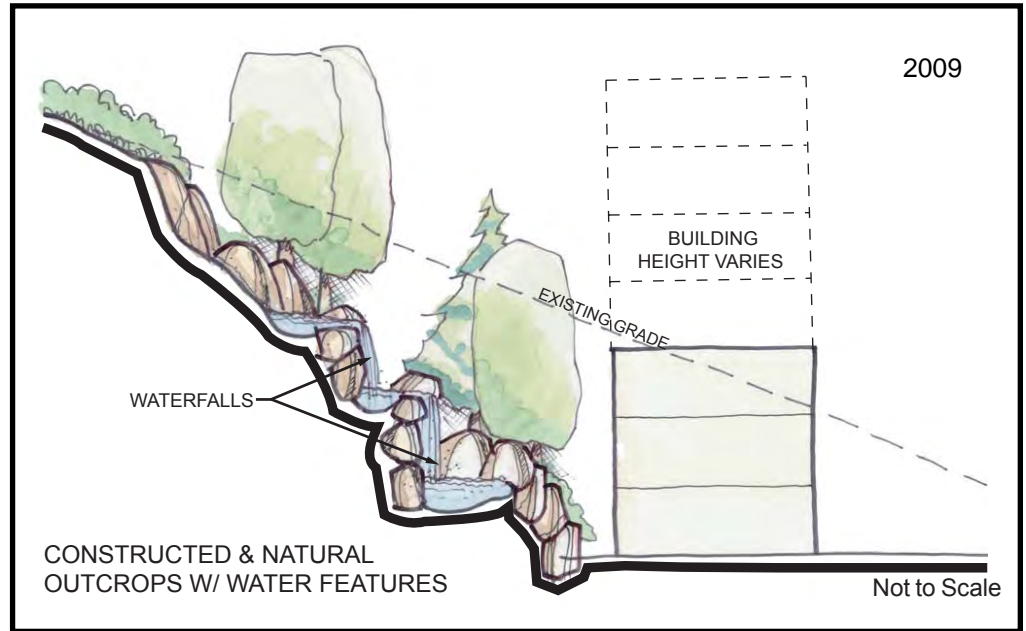 2009
BUILDING
HEIGHT VARIES
EXISTING GRADE
WATERFALLS
CONSTRUCTED & NATURAL
OUTCROPS W/ WATER FEATURES
Not to Scale